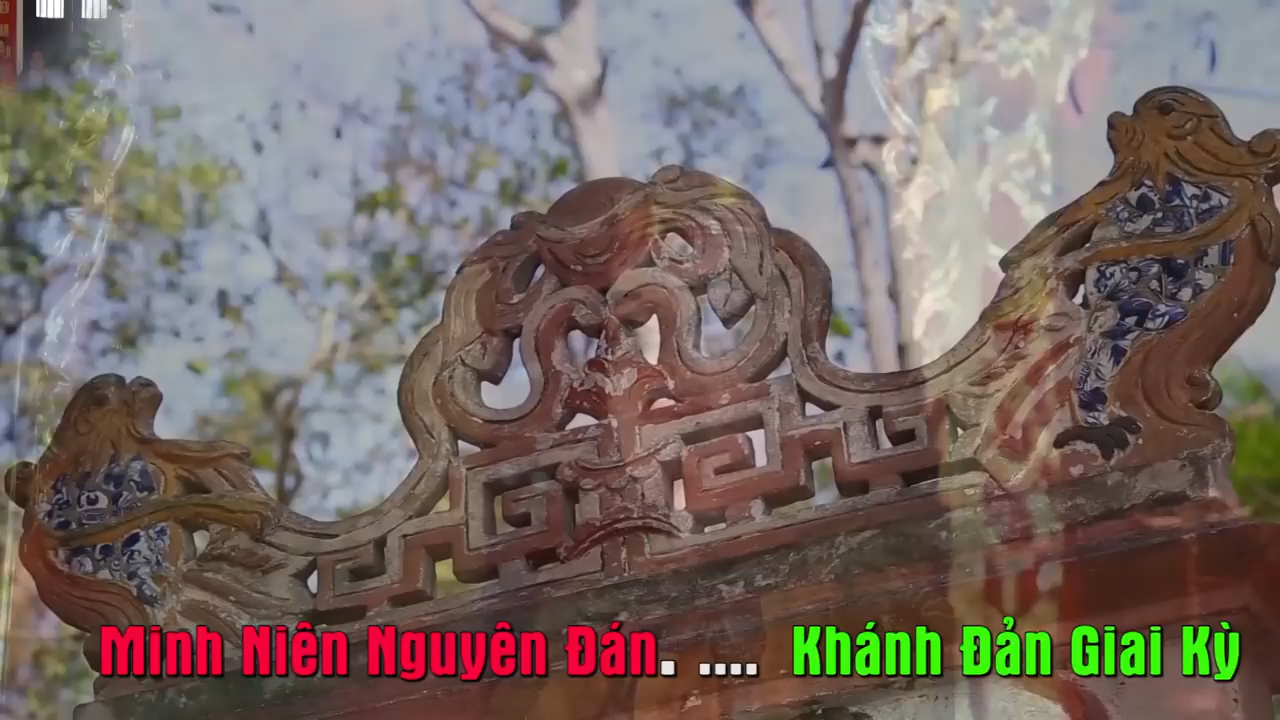 Minh Niên Nguyên Đán. .... Khánh Đản Giai Kỳ